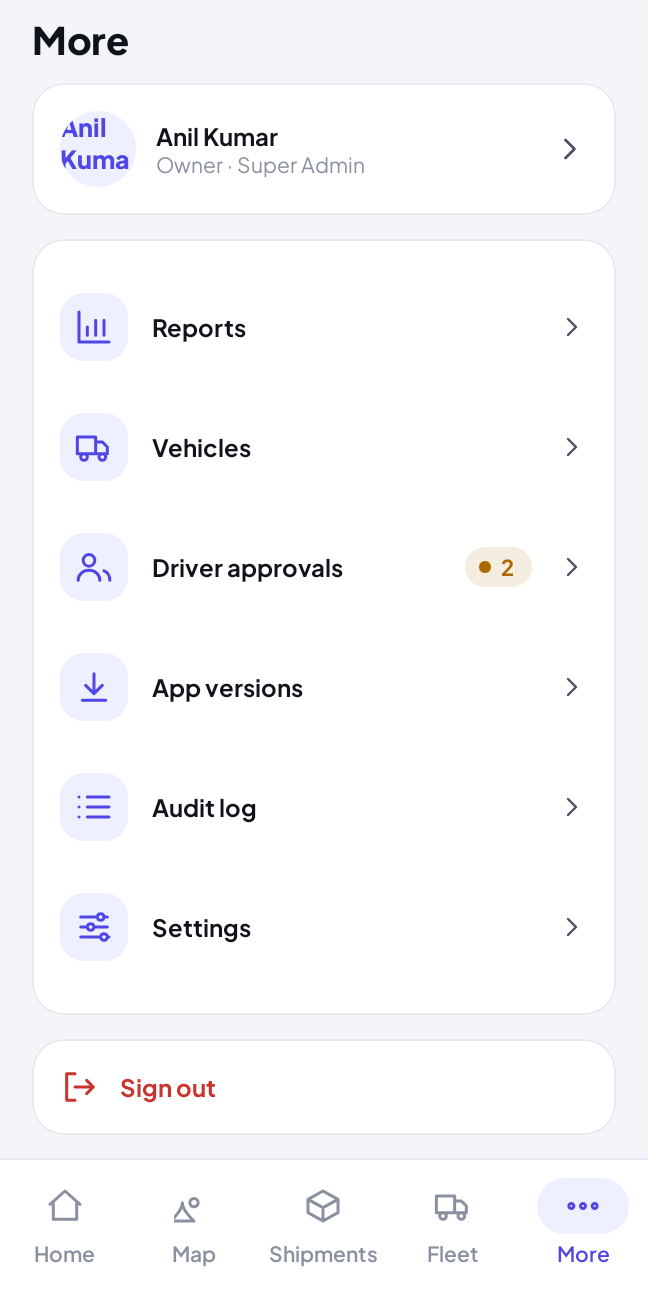 More
Anil
Kuma
Anil Kumar
Owner · Super Admin
Reports
Vehicles
Driver approvals
2
App versions
Audit log
Settings
Sign out
Home
Map
Shipments
Fleet
More